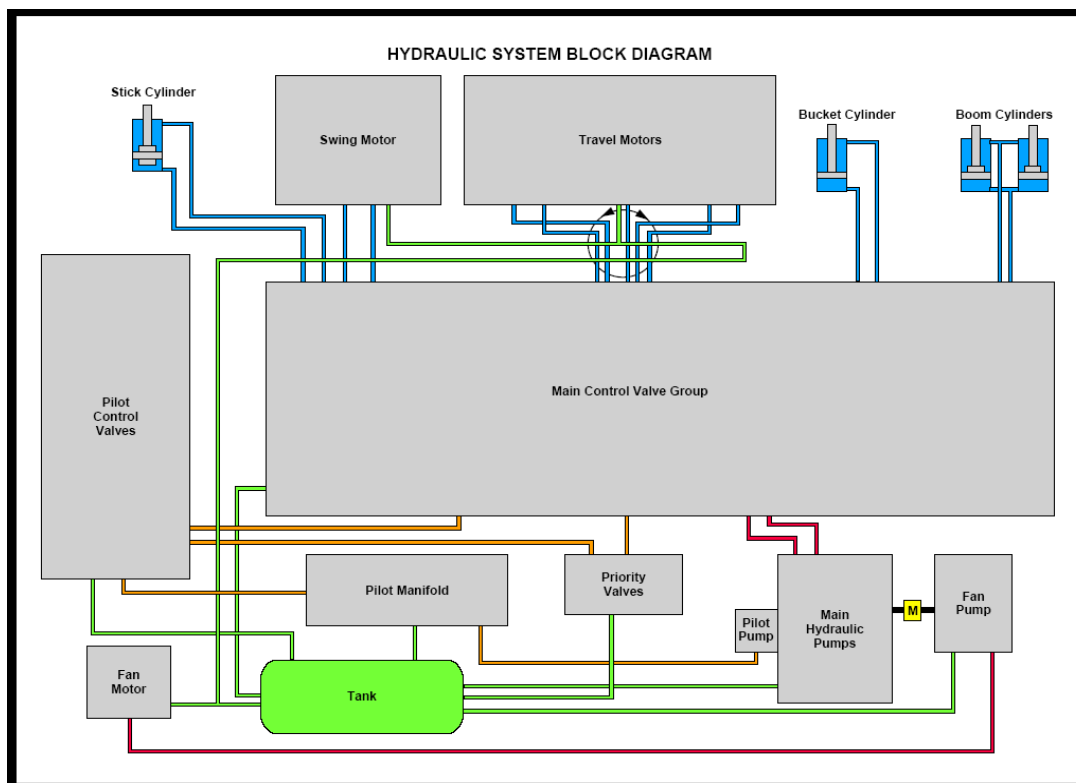 HYDRAULIC SYSTEM BLOCK DIAGRAM
Stick Cylinder
Swing Motor
Travel Motors
Bucket Cylinder
Boom Cylinders
Pilot
Control
Valves
Main Control Valve Group
Pilot Manifold
Priority
Valves
Pilot
Pump
Main
Hydraulic
Pumps
M
Fan
Pump
Fan
Motor
Tank